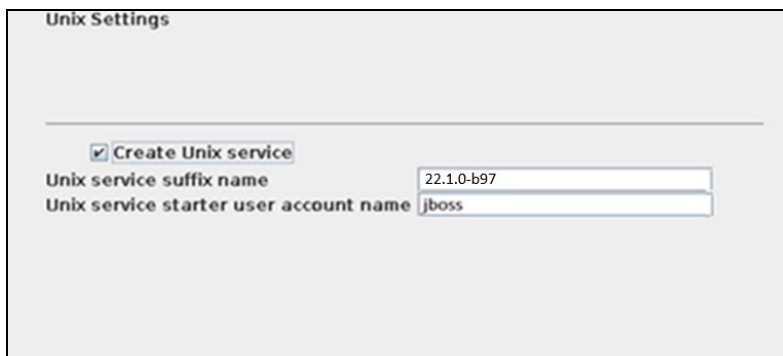 Unix Settings
Create Unix service
Unix service suffix name 22.1.0-b97
Unix service starter user account name jboss